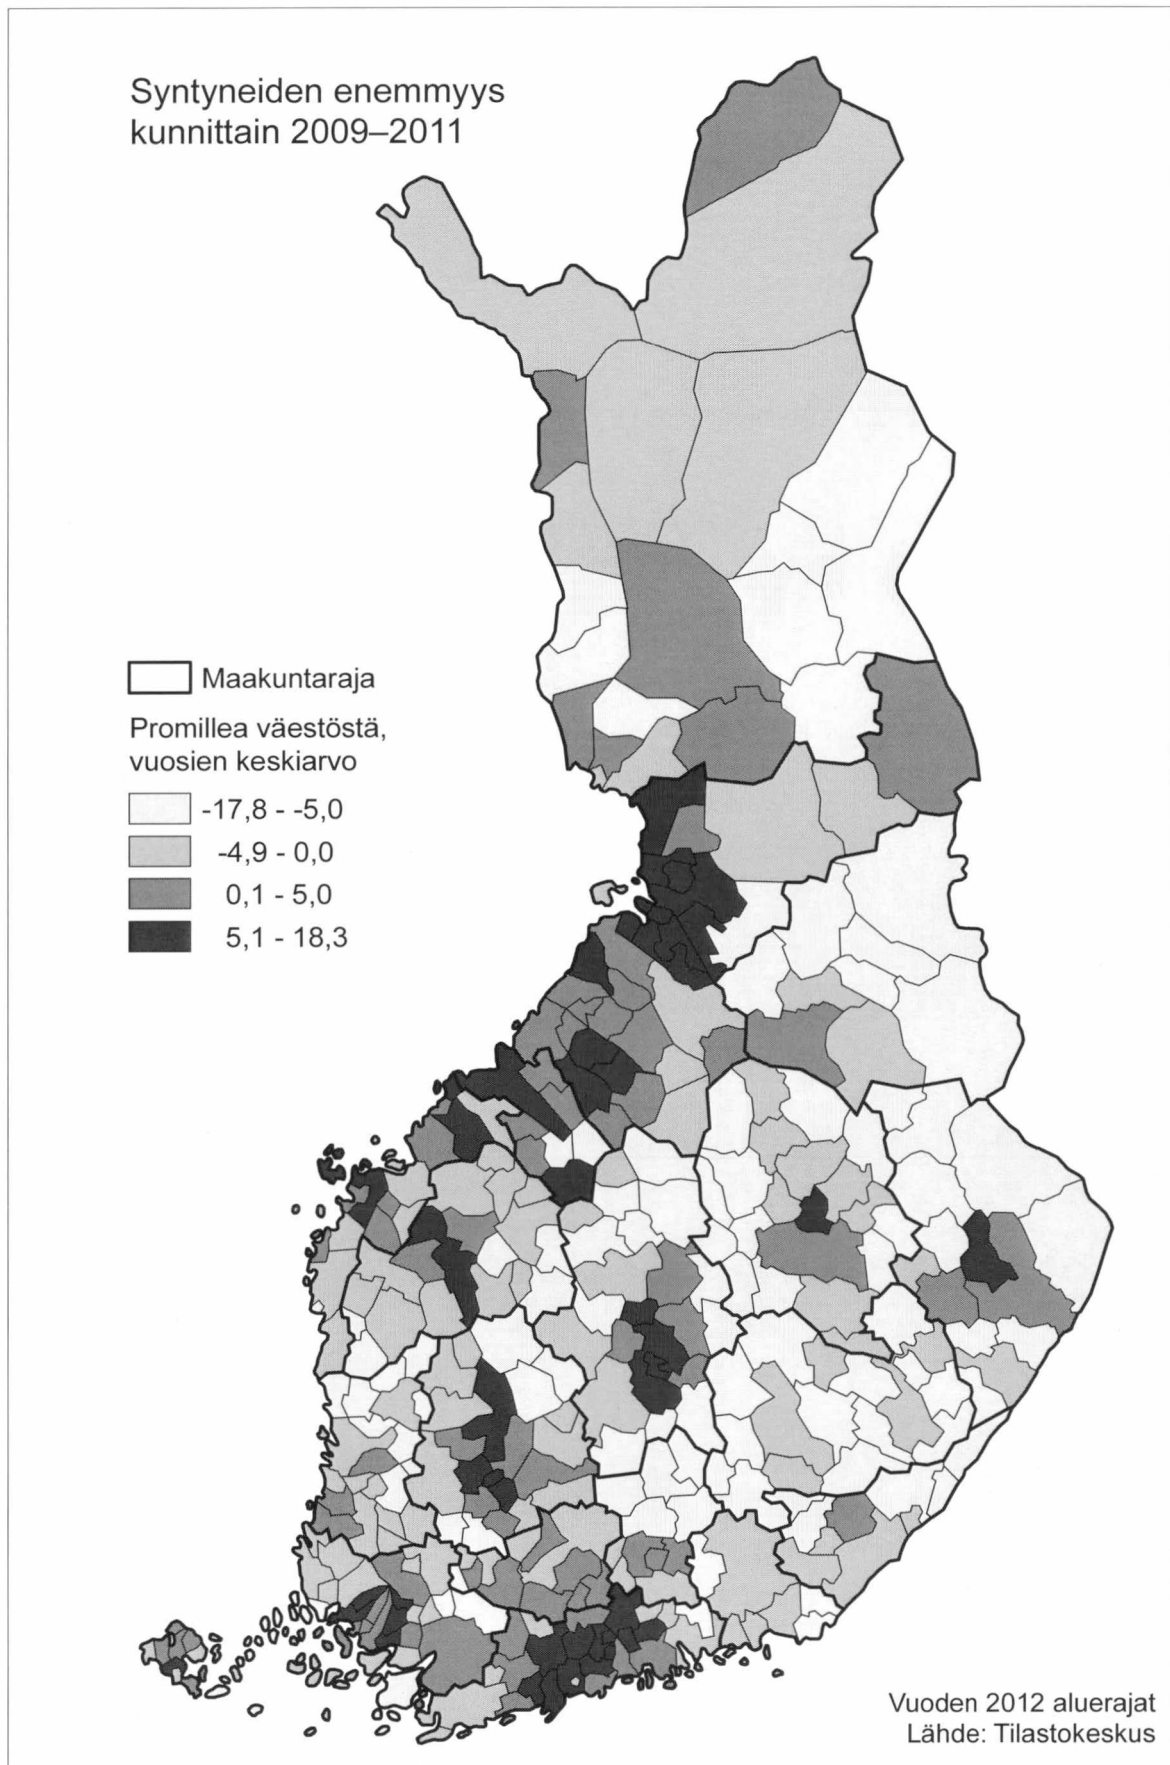 Syntyneiden enemmyys
kunnittain 2009–2011
Maakuntaraja
Promillea väestöstä,
vuosien keskiarvo
-17,8 - -5,0
-4,9 - 0,0
0,1 - 5,0
5,1 - 18,3
Vuoden 2012 aluerajat
Lähde: Tilastokeskus